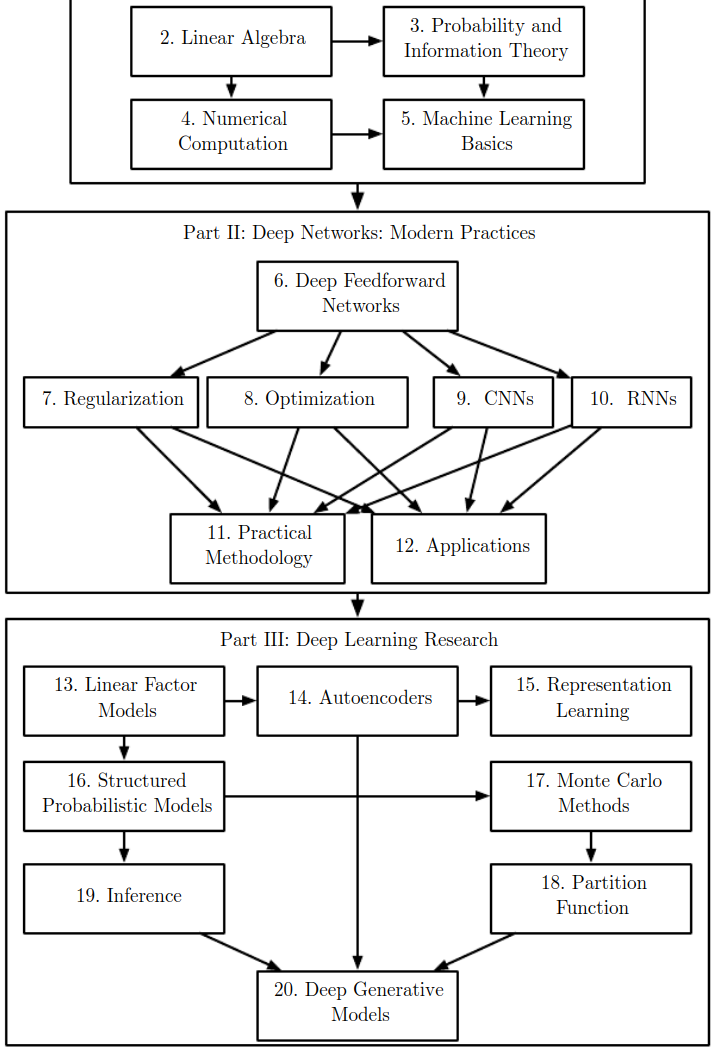 2. Linear Algebra
3. Probability and
Information Theory
4. Numerical
Computation
5. Machine Learning
Basics
Part II: Deep Networks: Modern Practices
6. Deep Feedforward
Networks
7. Regularization
8. Optimization
9. CNNs
10. RNNs
11. Practical
Methodology
12. Applications
Part III: Deep Learning Research
13. Linear Factor
Models
14. Autoencoders
15. Representation
Learning
16. Structured
Probabilistic Models
17. Monte Carlo
Methods
19. Inference
18. Partition
Function
20. Deep Generative
Models